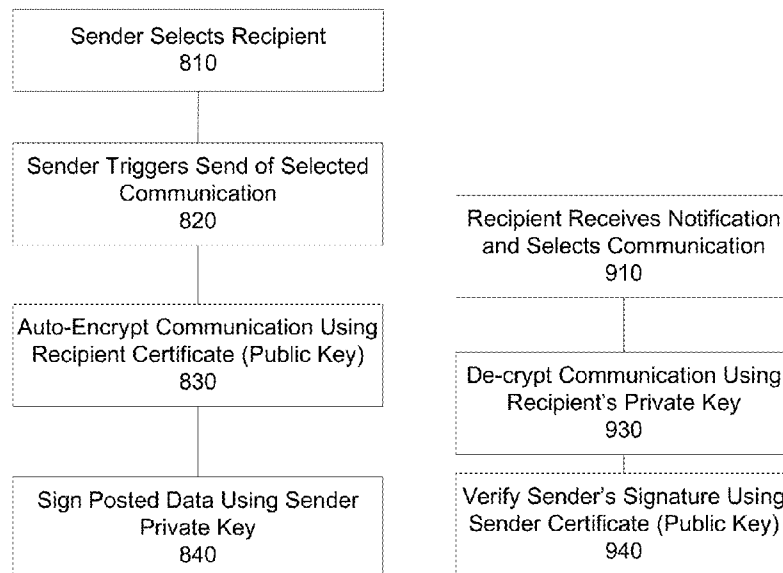 Sender Selects Recipient
810
Sender Triggers Send of Selected
Communication
820
Auto-Encrypt Communication Using
Recipient Certificate (Public Key)
830
Sign Posted Data Using Sender
Private Key
840
Recipient Receives Notification
and Selects Communication
910
De-crypt Communication Using
Recipient's Private Key
930
Verify Sender's Signature Using
Sender Certificate (Public Key)
940